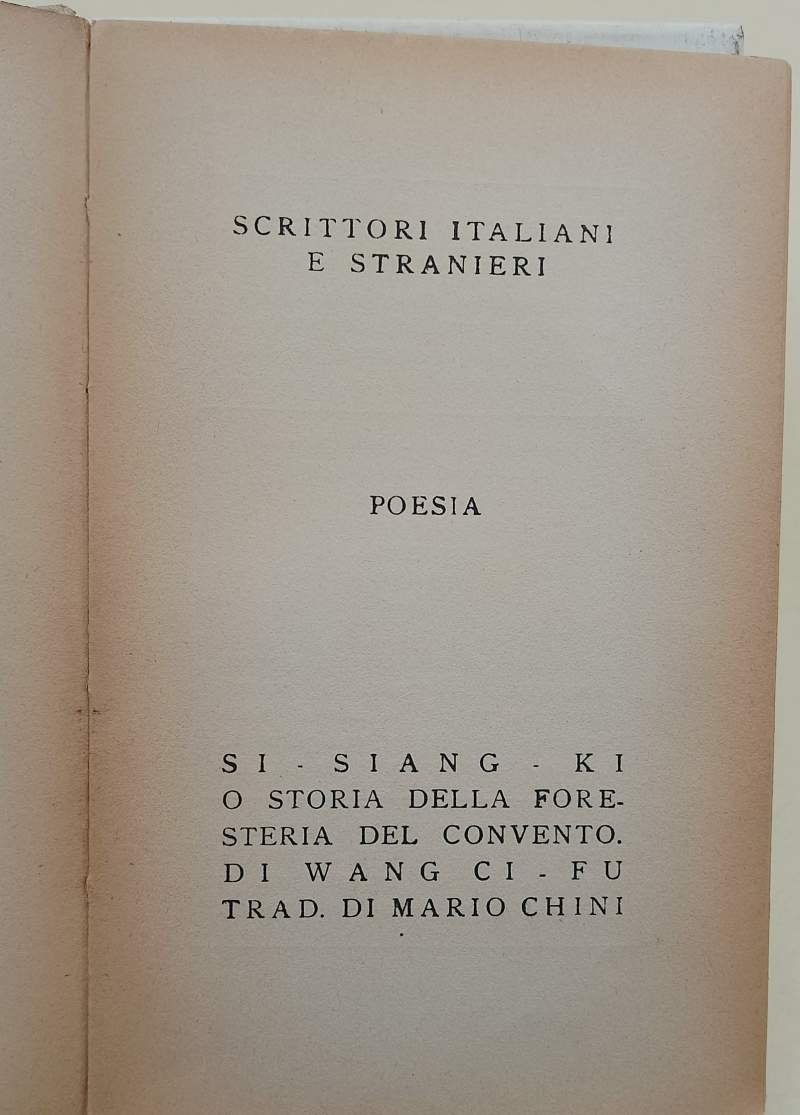 SCRITTORI ITALIANI
E STRANIERI
POESIA
SI - SIANG - KI
O STORIA DELLA FORE-
STERIA DEL CONVENTO.
DI WANG CI - FU
TRAD. DI MARIO CHINI